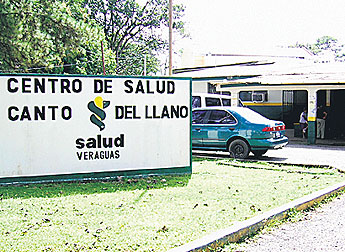 CENTRO DE SALUD
CANTO DEL LLANO
salud
VERAGUAS